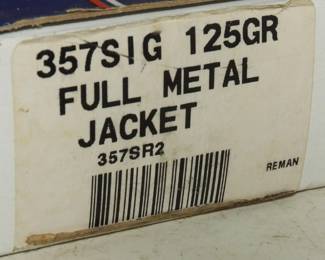 357SIG 125GR
FULL METAL
JACKET
357SR2
REMAN